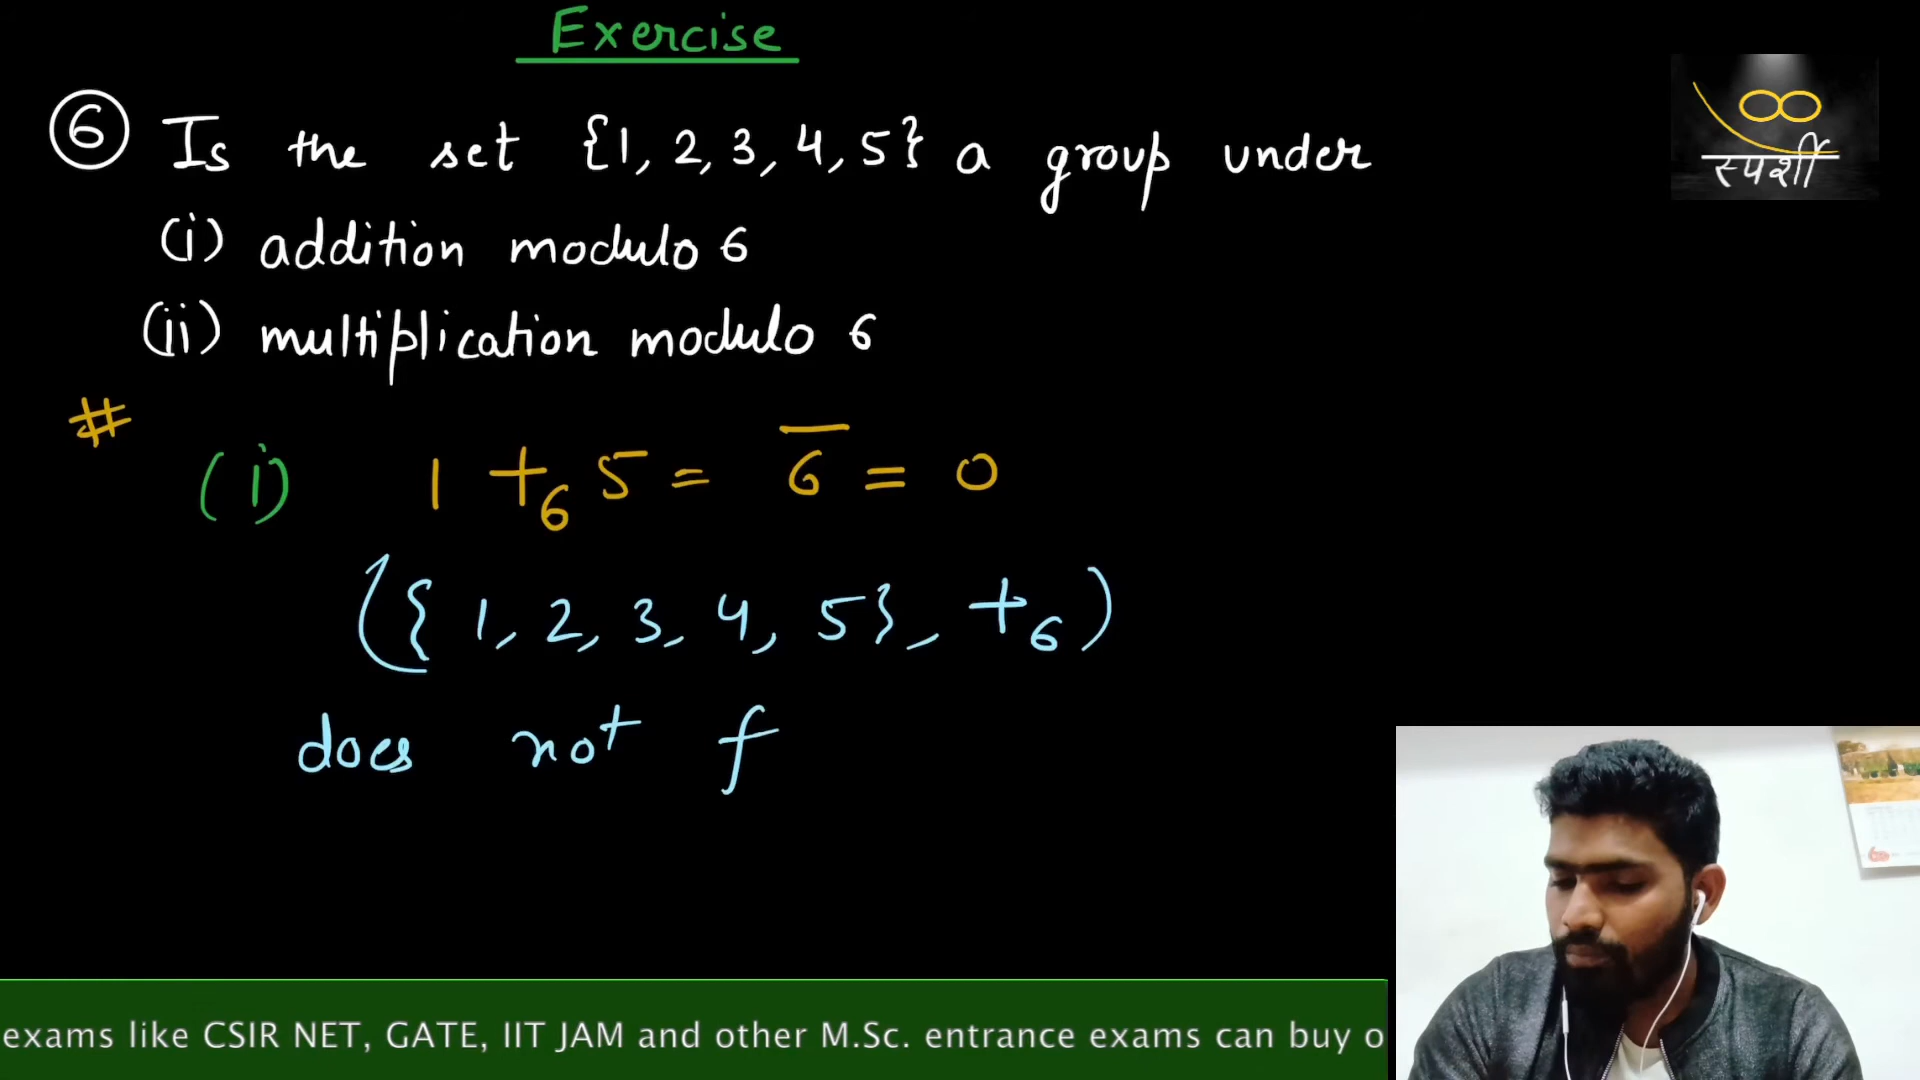 Exercise
⑥ Is the set {1, 2, 3, 4, 5} a group under
(i) addition modulo 6
(ii) multiplication modulo 6
#
(i) 1 +₆ 5 = 6̅ = 0
({ 1, 2, 3, 4, 5}, +₆)
does not f
स्पर्शी
exams like CSIR NET, GATE, IIT JAM and other M.Sc. entrance exams can buy o